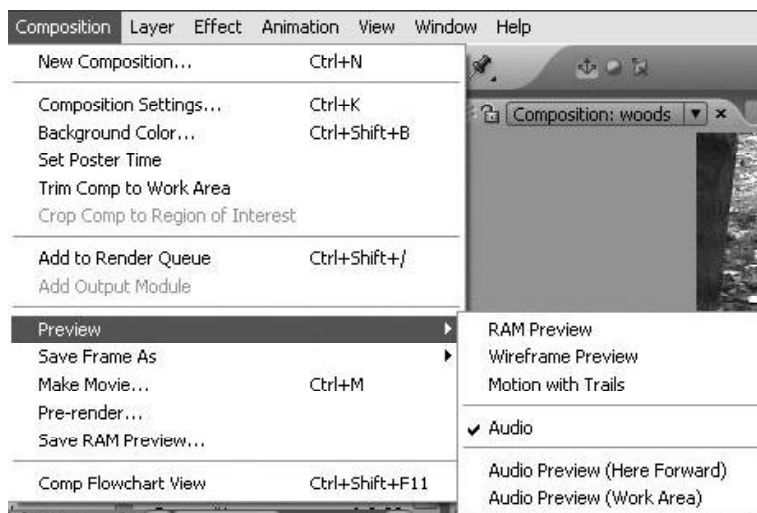 Composition Layer Effect Animation View Window Help
New Composition... Ctrl+N
Composition Settings... Ctrl+K
Background Color... Ctrl+Shift+B
Set Poster Time
Trim Comp to Work Area
Crop Comp to Region of Interest
Add to Render Queue Ctrl+Shift+/
Add Output Module
Preview
Save Frame As
Make Movie... Ctrl+M
Pre-render...
Save RAM Preview...
Comp Flowchart View Ctrl+Shift+F11
Composition: woods
RAM Preview
Wireframe Preview
Motion with Trails
Audio
Audio Preview (Here Forward)
Audio Preview (Work Area)